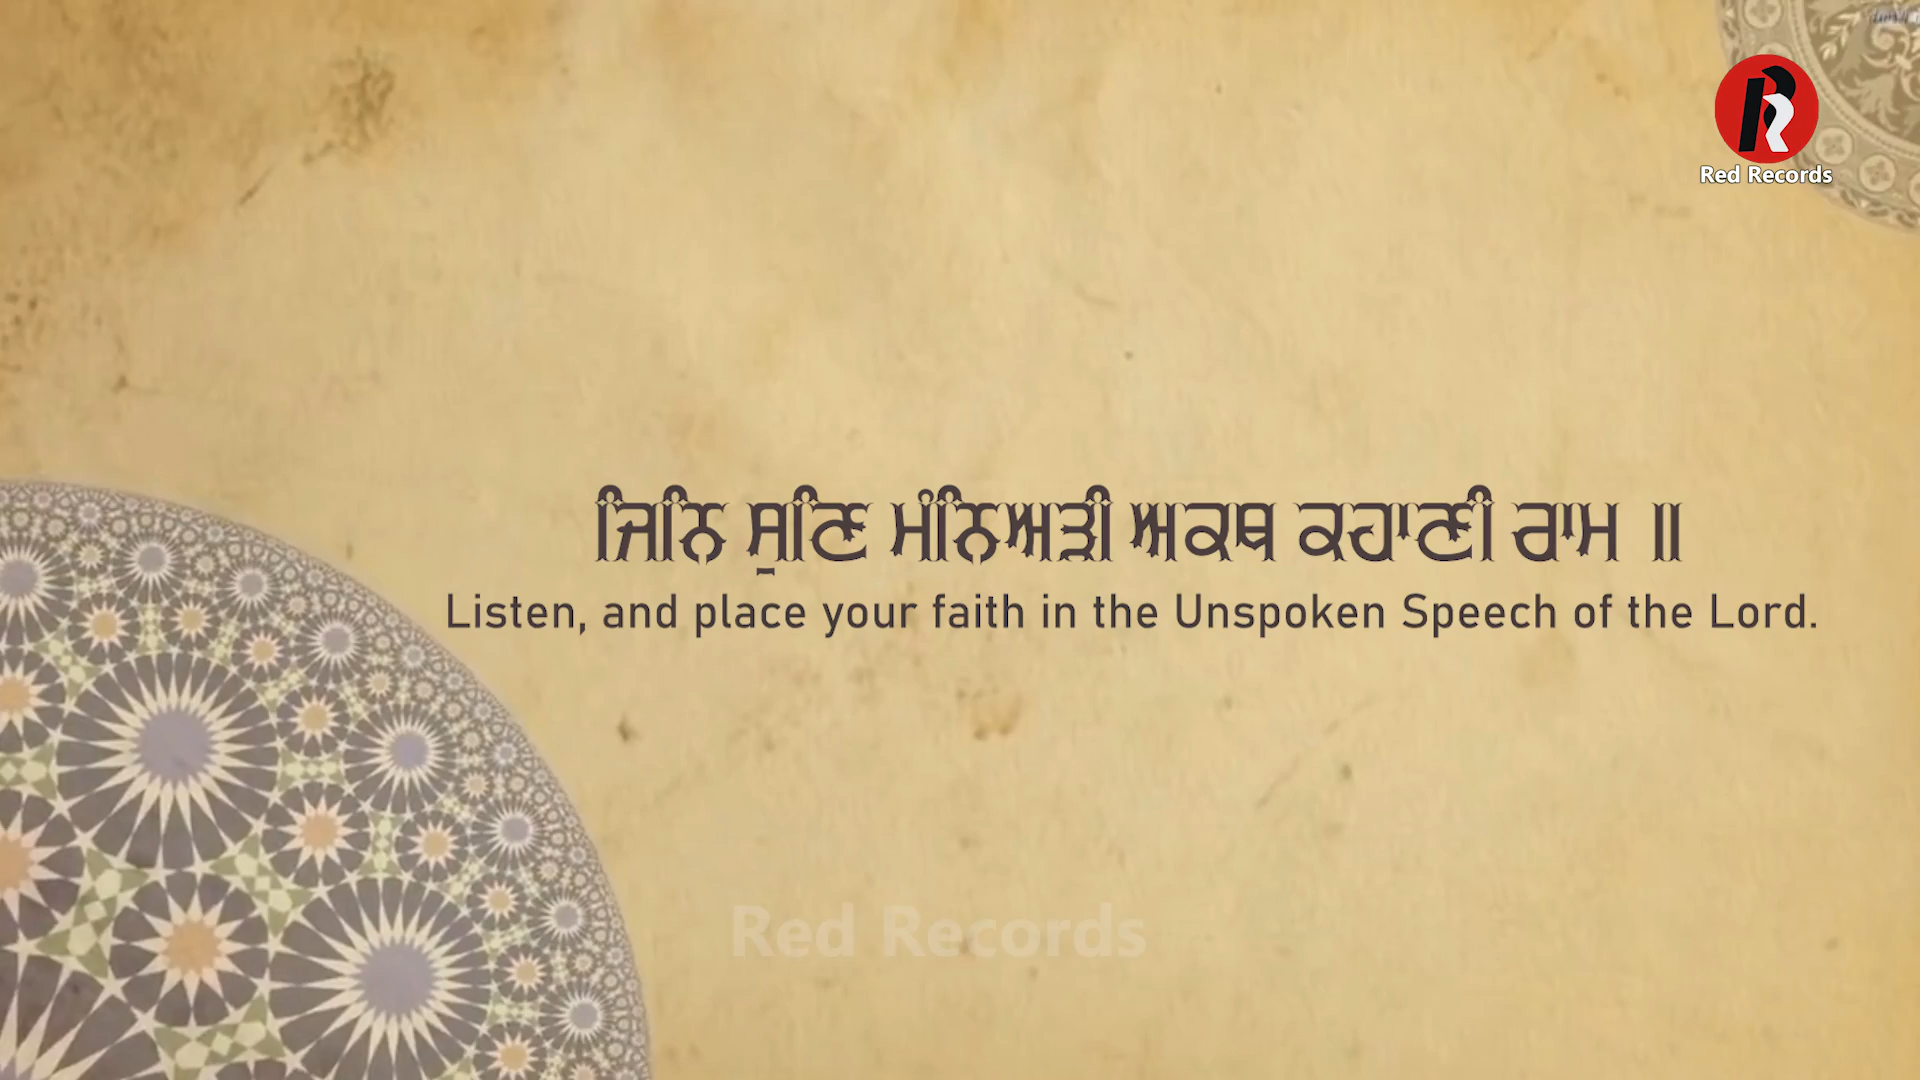 Red Records
ਜਿਨਿ ਸੁਣਿ ਮੰਨਿਅੜੀ ਅਕਥ ਕਹਾਣੀ ਰਾਮ ॥
Listen, and place your faith in the Unspoken Speech of the Lord.
Red Records